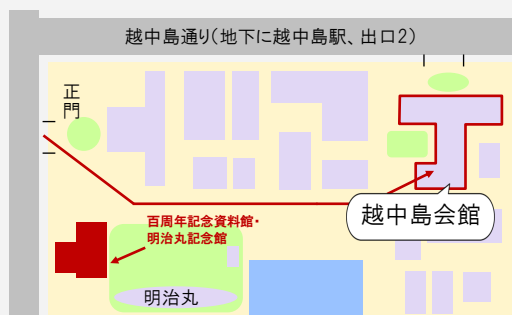 越中島通り(地下に越中島駅、出口2)
正
門
百周年記念資料館・
明治丸記念館
越中島会館
明治丸